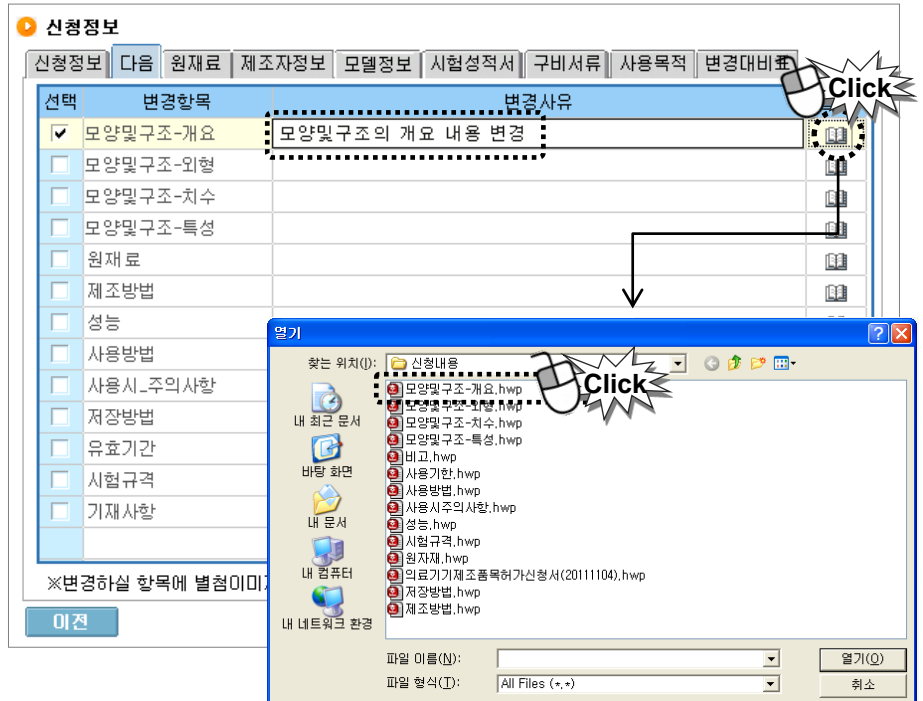 신청정보
신청정보 다음 원재료 제조자정보 모델정보 시험성적서 구비서류 사용목적 변경대비표
Click
선택 변경항목 변경사유
모양및구조-개요 모양및구조의 개요 내용 변경
모양및구조-외형
모양및구조-치수
모양및구조-특성
원재료
제조방법
성능
사용방법
사용시_주의사항
저장방법
유효기간
시험규격
기재사항
※변경하실 항목에 별첨이미
이전
열기
찾는 위치(I): 신청내용
Click
내 최근 문서
바탕 화면
내 문서
내 컴퓨터
내 네트워크 환경
모양및구조-개요.hwp
모양및구조-외형.hwp
모양및구조-치수.hwp
모양및구조-특성.hwp
비고.hwp
사용기한.hwp
사용방법.hwp
사용시주의사항.hwp
성능.hwp
시험규격.hwp
원자재.hwp
의료기기제조품목허가신청서(20111104).hwp
저장방법.hwp
제조방법.hwp
파일 이름(N): 열기(O)
파일 형식(T): All Files (*.*) 취소